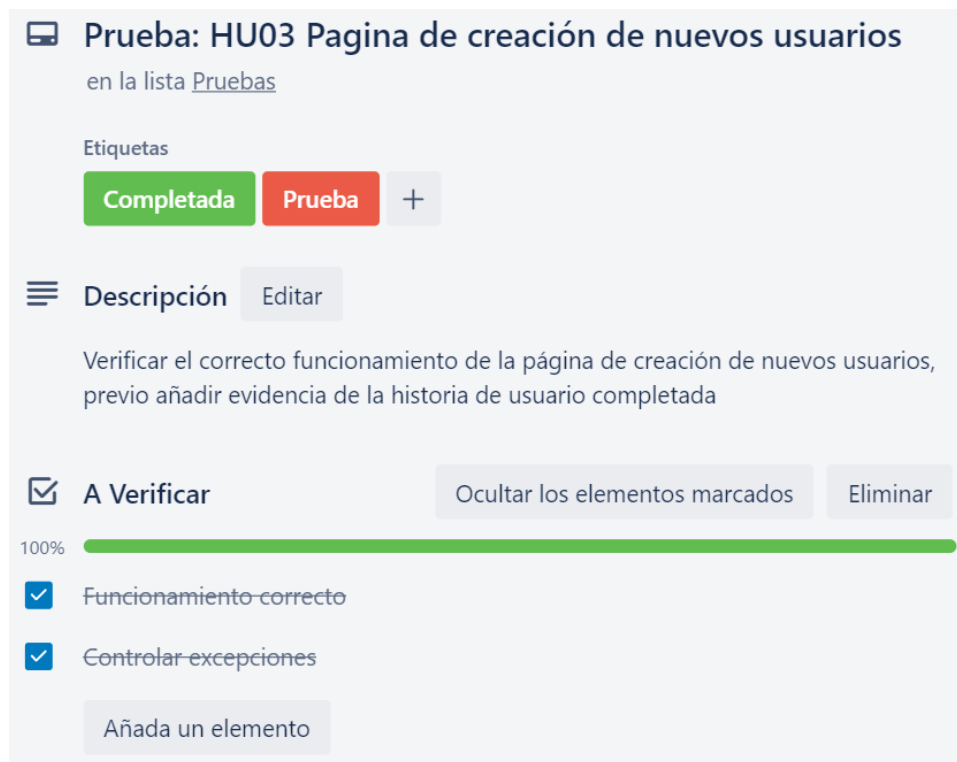 Prueba: HU03 Pagina de creación de nuevos usuarios
en la lista Pruebas
Etiquetas
Completada Prueba +
Descripción Editar
Verificar el correcto funcionamiento de la página de creación de nuevos usuarios,
previo añadir evidencia de la historia de usuario completada
A Verificar Ocultar los elementos marcados Eliminar
100%
Funcionamiento correcto
Controlar excepciones
Añada un elemento